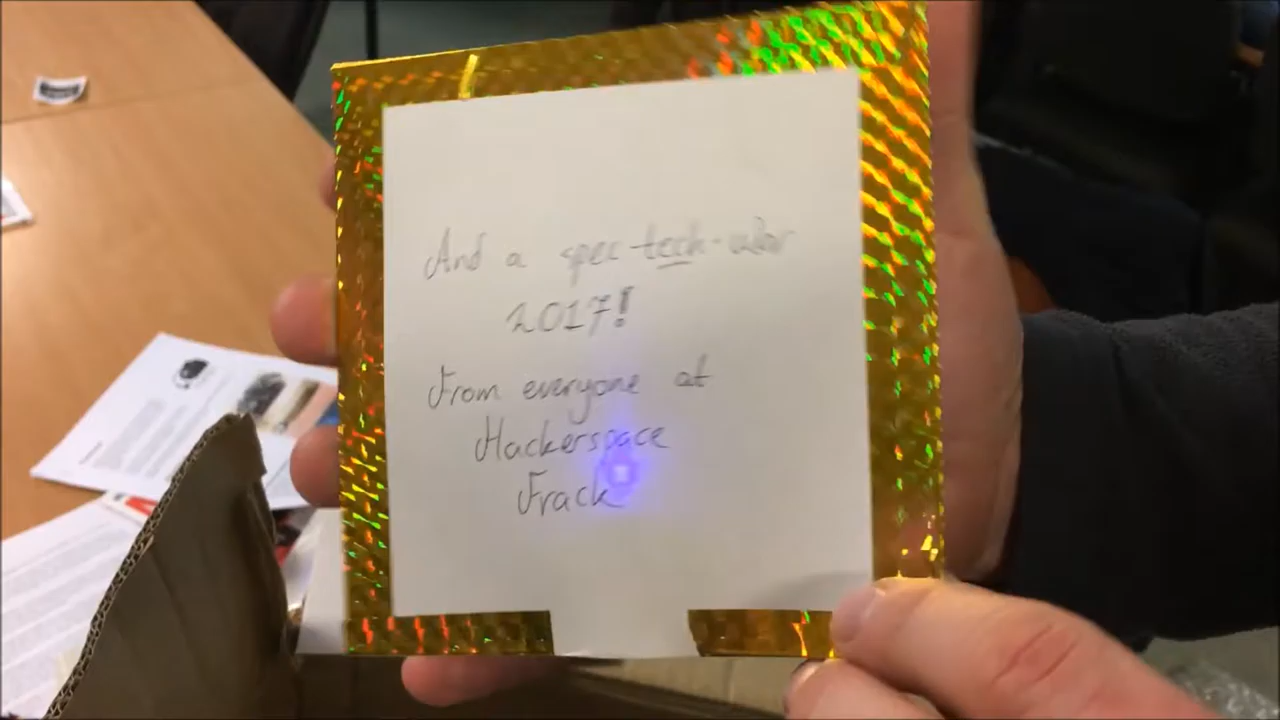 And a spec-tech-ular
2017!
From everyone at
Hackerspace
Frack